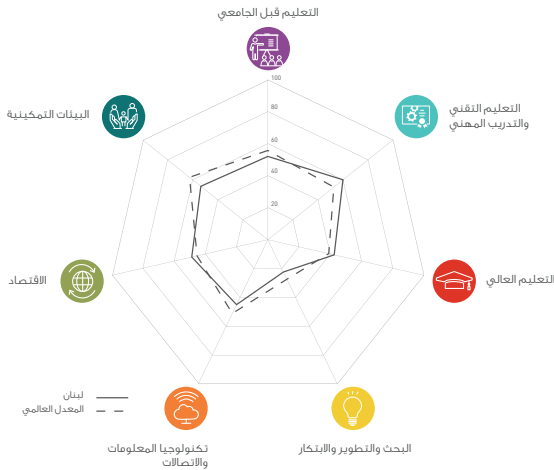 التعليم قبل الجامعي
التعليم التقني
والتدريب المهني
التعليم العالي
البحث والتطوير والابتكار
تكنولوجيا المعلومات
والاتصالات
الاقتصاد
البيئات التمكينية
100
80
60
40
20
لبنان
المعدل العالمي